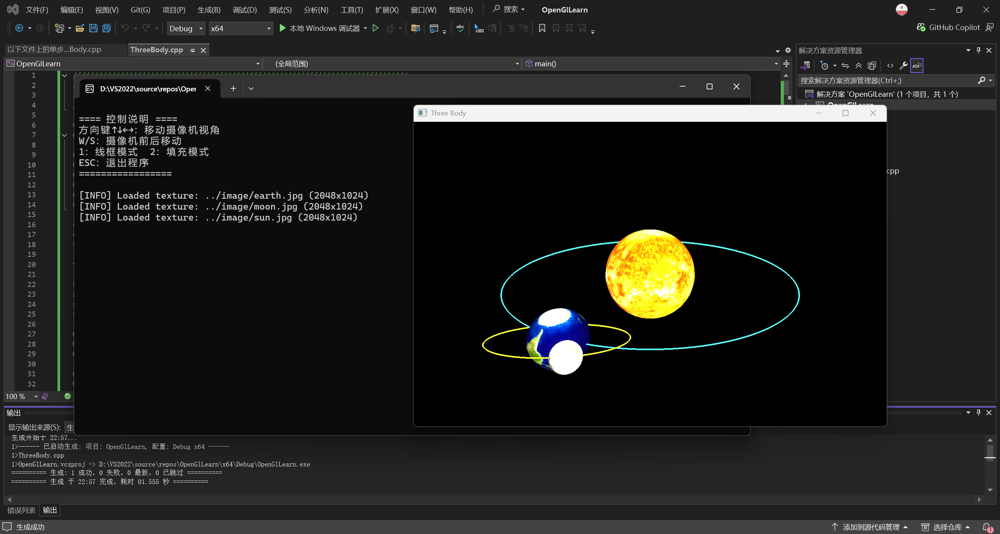 文件(F) 编辑(E) 视图(V) Git(G) 项目(P) 生成(B) 调试(D) 测试(S) 分析(N) 工具(T) 扩展(X) 窗口(W) 帮助(H) 搜索 OpenGlLearn
Debug x64 本地 Windows 调试器 abc GitHub Copilot
以下文件上的单步...Body.cpp ThreeBody.cpp
解决方案资源管理器
OpenGlLearn (全局范围) main()
搜索解决方案资源管理器(Ctrl+;)
解决方案 'OpenGlLearn' (1 个项目，共 1 个)
OpenGlLearn
cpp
1
2
3
4
5
6
7
8
9
10
11
12
13
14
15
16
17
18
19
20
21
22
23
24
25
26
27
28
29
30
31
32
D:\VS2022\source\repos\Oper
==== 控制说明 ====
方向键↑↓←→: 移动摄像机视角
W/S: 摄像机前后移动
1: 线框模式 2: 填充模式
ESC: 退出程序
=================
[INFO] Loaded texture: ../image/earth.jpg (2048x1024)
[INFO] Loaded texture: ../image/moon.jpg (2048x1024)
[INFO] Loaded texture: ../image/sun.jpg (2048x1024)
Three Body
100 %
输出
显示输出来源(S): 生
生成开始于 22:57...
1>------ 已启动生成: 项目: OpenGlLearn, 配置: Debug x64 ------
1>ThreeBody.cpp
1>OpenGlLearn.vcxproj -> D:\VS2022\source\repos\OpenGlLearn\x64\Debug\OpenGlLearn.exe
========== 生成: 1 成功，0 失败，0 最新，0 已跳过 ==========
========== 生成 于 22:57 完成，耗时 01.555 秒 ==========
错误列表 输出
生成成功 添加到源代码管理 选择仓库 1